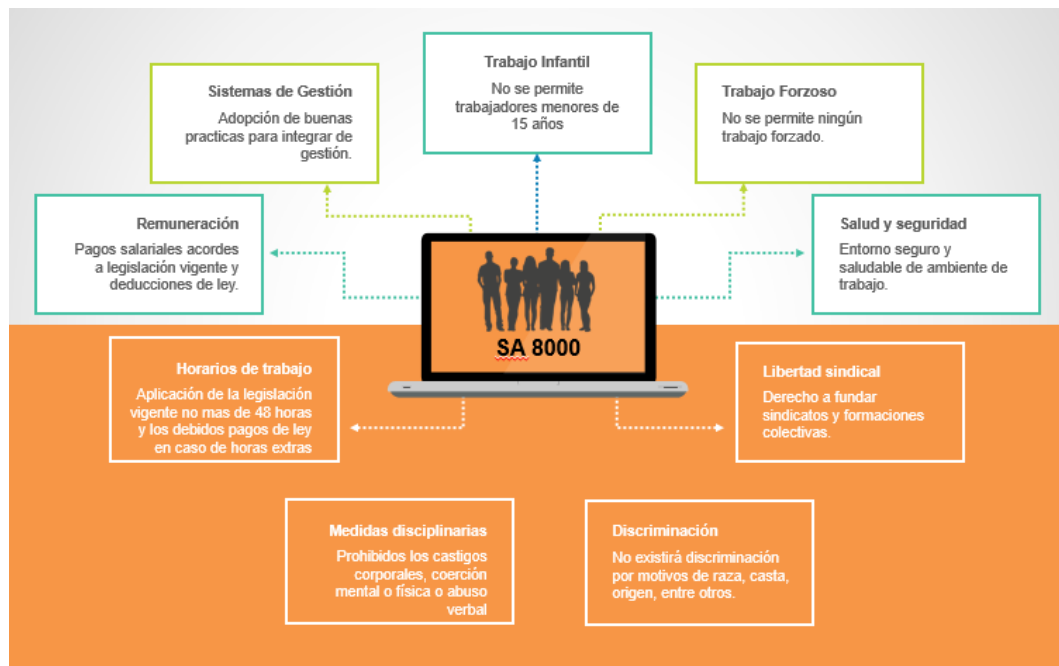 Trabajo Infantil
No se permite
trabajadores menores de
15 años
Sistemas de Gestión
Adopción de buenas
practicas para integrar de
gestión.
Trabajo Forzoso
No se permite ningún
trabajo forzado.
Remuneración
Pagos salariales acordes
a legislación vigente y
deducciones de ley.
Salud y seguridad
Entorno seguro y
saludable de ambiente de
trabajo.
SA 8000
Horarios de trabajo
Aplicación de la legislación
vigente no mas de 48 horas
y los debidos pagos de ley
en caso de horas extras
Libertad sindical
Derecho a fundar
sindicatos y formaciones
colectivas.
Medidas disciplinarias
Prohibidos los castigos
corporales, coerción
mental o física o abuso
verbal
Discriminación
No existirá discriminación
por motivos de raza, casta,
origen, entre otros.